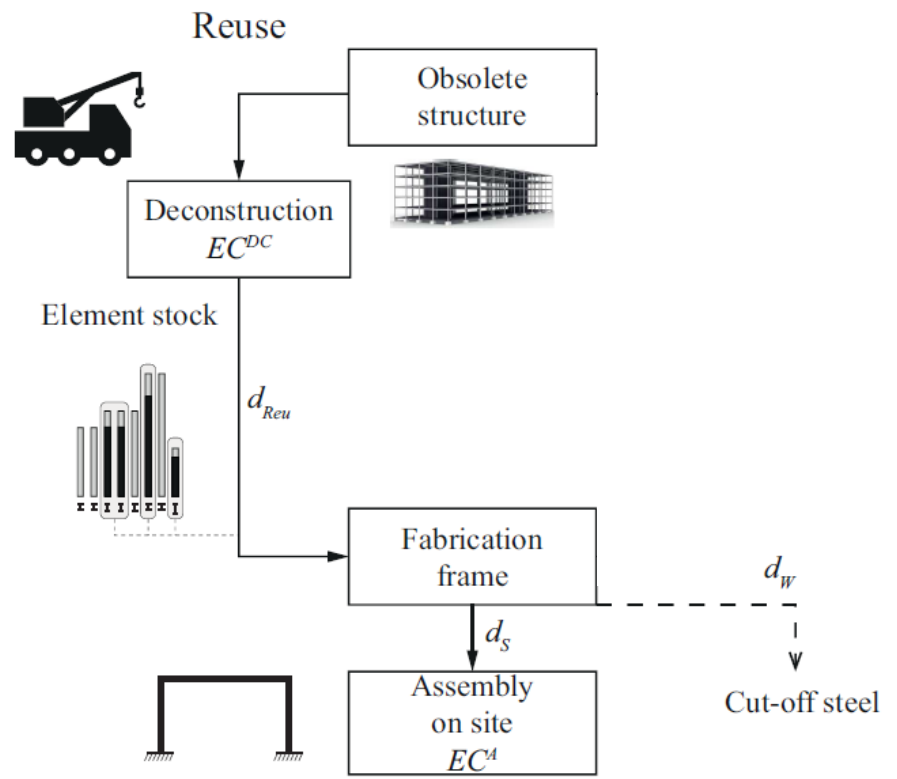 Reuse
Obsolete
structure
Deconstruction
EC^DC
Element stock
d_Reu
Fabrication
frame
d_W
d_S
Assembly
on site
EC^A
Cut-off steel